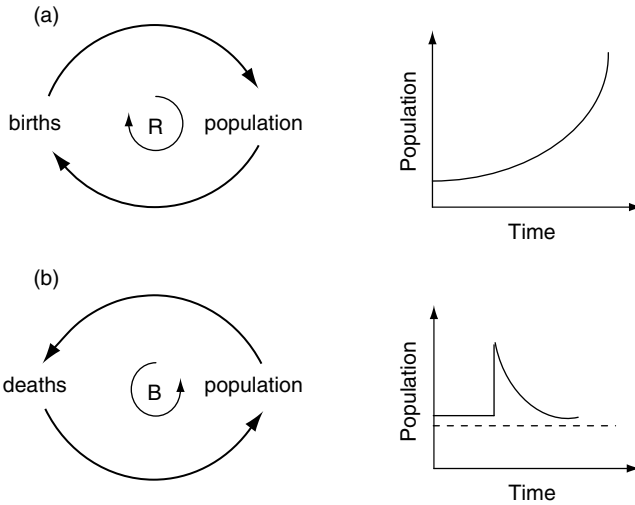 (a)
births
R
population
Population
Time
(b)
deaths
B
population
Population
Time